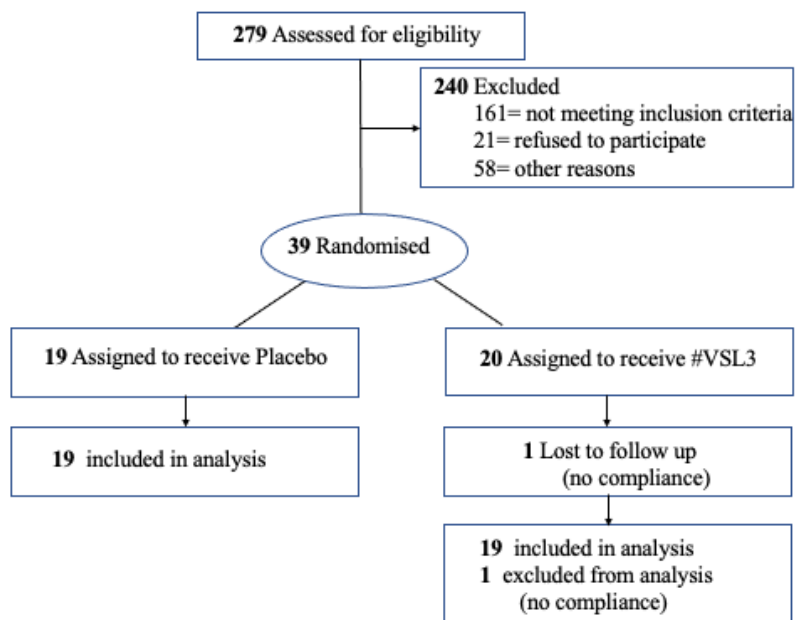 279 Assessed for eligibility
240 Excluded
161= not meeting inclusion criteria
21= refused to participate
58= other reasons
39 Randomised
19 Assigned to receive Placebo
20 Assigned to receive #VSL3
19 included in analysis
1 Lost to follow up
(no compliance)
19 included in analysis
1 excluded from analysis
(no compliance)